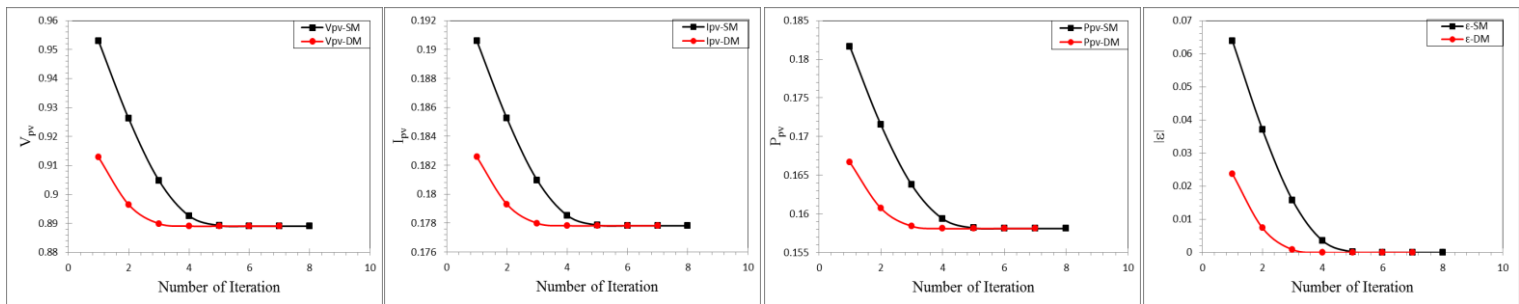 0.96
0.95
0.94
0.93
0.92
0.91
0.9
0.89
0.88
Vpv
Vpv-SM
Vpv-DM
0 2 4 6 8 10
Number of Iteration
0.192
0.19
0.188
0.186
0.184
0.182
0.18
0.178
0.176
Ipv
Ipv-SM
Ipv-DM
0 2 4 6 8 10
Number of Iteration
0.185
0.18
0.175
0.17
0.165
0.16
0.155
Ppv
Ppv-SM
Ppv-DM
0 2 4 6 8 10
Number of Iteration
0.07
0.06
0.05
0.04
0.03
0.02
0.01
0
|ε|
ε-SM
ε-DM
0 2 4 6 8 10
Number of Iteration